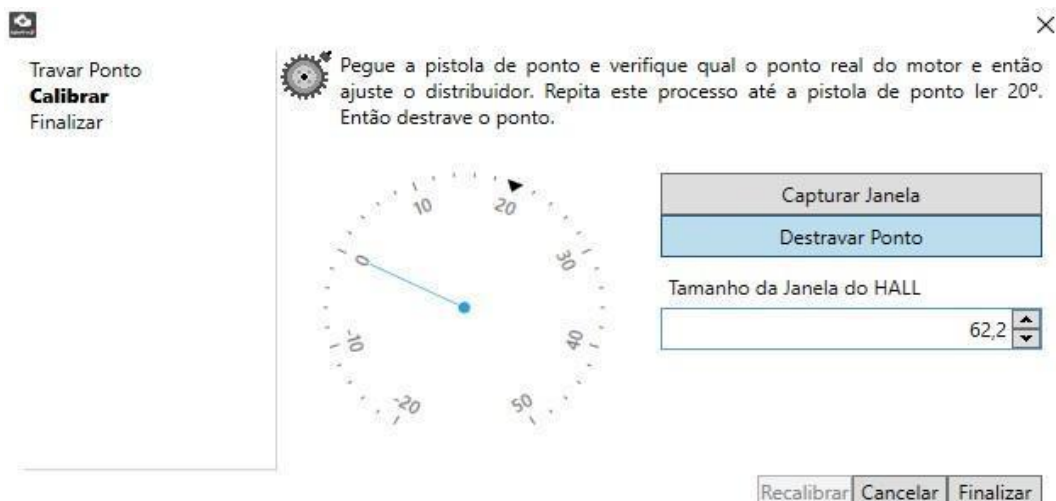 Travar Ponto
Calibrar
Finalizar
Pegue a pistola de ponto e verifique qual o ponto real do motor e então
ajuste o distribuidor. Repita este processo até a pistola de ponto ler 20º.
Então destrave o ponto.
-20
-10
0
10
20
30
40
50
Capturar Janela
Destravar Ponto
Tamanho da Janela do HALL
62,2
Recalibrar
Cancelar
Finalizar